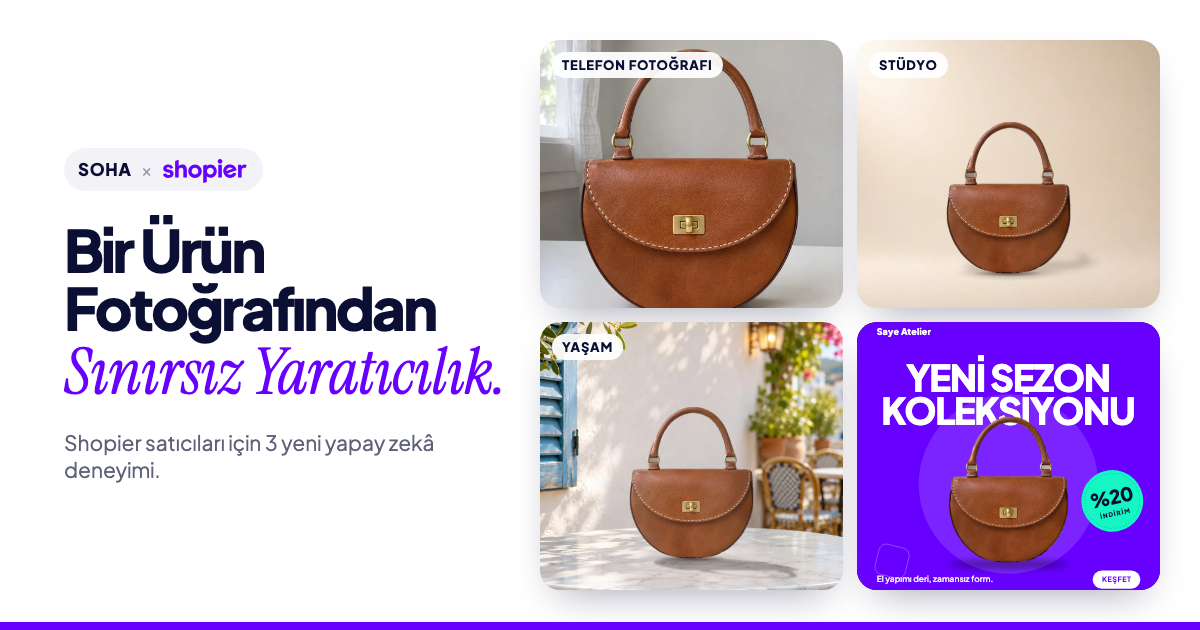 SOHA × shopier
Bir Ürün
Fotoğrafından
Sınırsız Yaratıcılık.
Shopier satıcıları için 3 yeni yapay zekâ
deneyimi.
TELEFON FOTOĞRAFI
STÜDYO
YAŞAM
Saye Atelier
YENİ SEZON
KOLEKSİYONU
%20
İNDİRİM
El yapımı deri, zamansız form.
KEŞFET